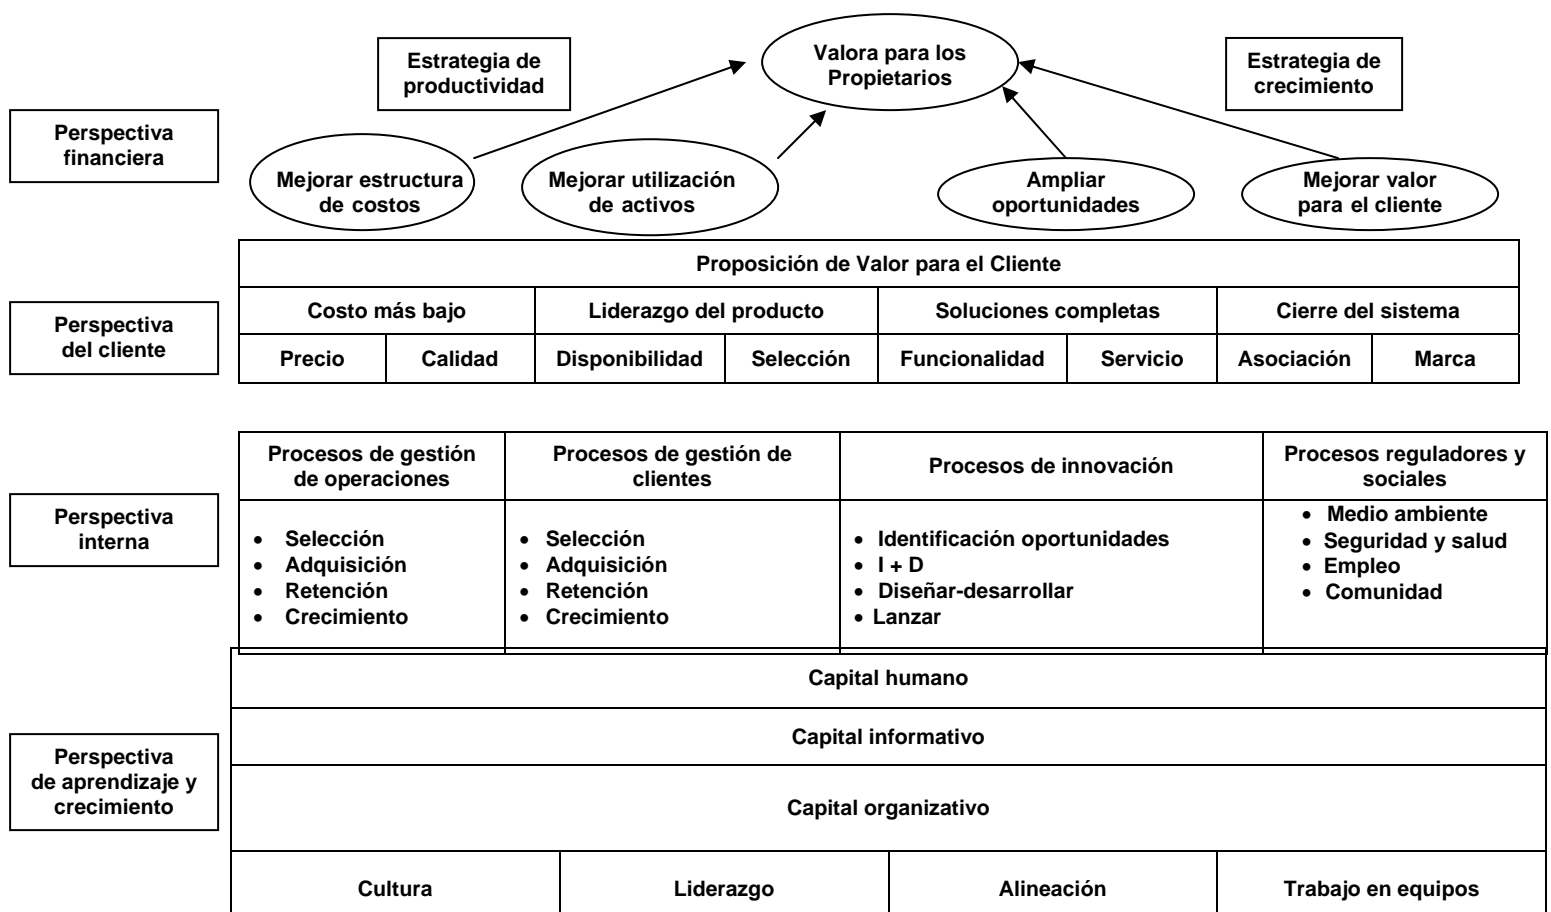 Estrategia de
productividad
Valora para los
Propietarios
Estrategia de
crecimiento
Perspectiva
financiera
Mejorar estructura
de costos
Mejorar utilización
de activos
Ampliar
oportunidades
Mejorar valor
para el cliente
Proposición de Valor para el Cliente
Perspectiva
del cliente
Costo más bajo
Liderazgo del producto
Soluciones completas
Cierre del sistema
Precio
Calidad
Disponibilidad
Selección
Funcionalidad
Servicio
Asociación
Marca
Perspectiva
interna
Procesos de gestión
de operaciones
Procesos de gestión de
clientes
Procesos de innovación
Procesos reguladores y
sociales
• Selección
• Adquisición
• Retención
• Crecimiento
• Selección
• Adquisición
• Retención
• Crecimiento
• Identificación oportunidades
• I + D
• Diseñar-desarrollar
• Lanzar
• Medio ambiente
• Seguridad y salud
• Empleo
• Comunidad
Perspectiva
de aprendizaje y
crecimiento
Capital humano
Capital informativo
Capital organizativo
Cultura
Liderazgo
Alineación
Trabajo en equipos